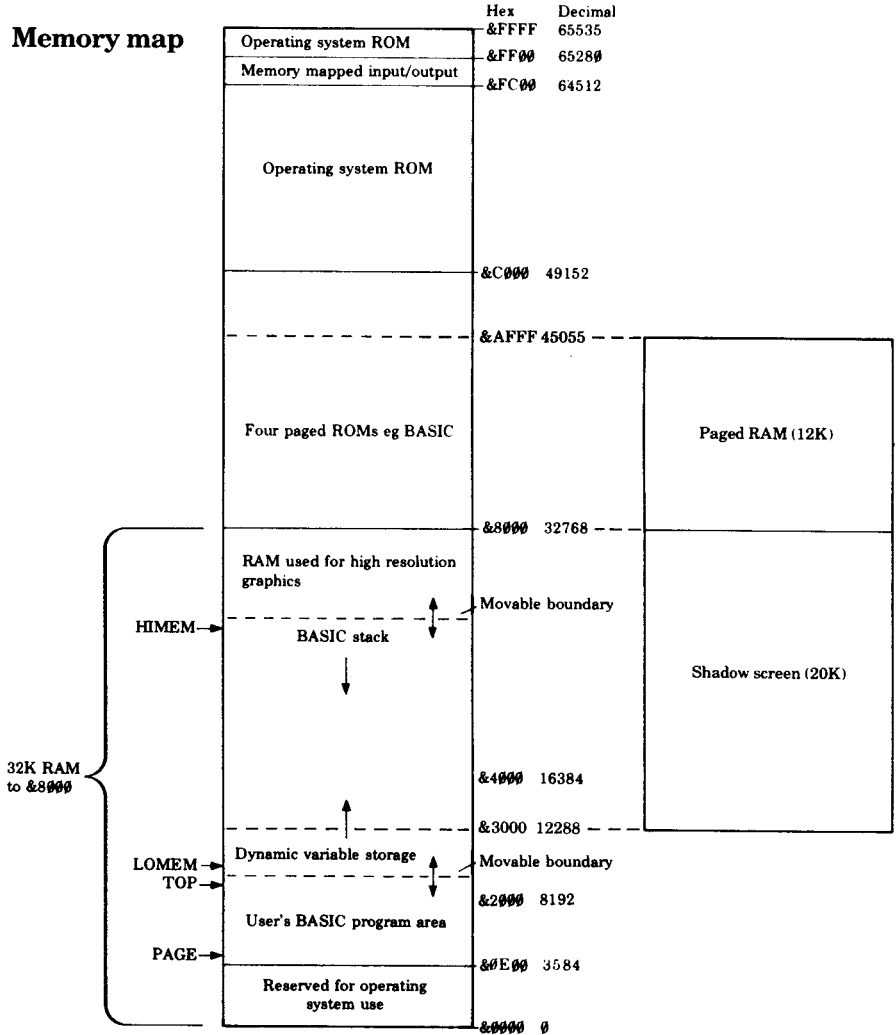 Memory map
Hex Decimal
&FFFF 65535
Operating system ROM
&FF00 65280
Memory mapped input/output
&FC00 64512
Operating system ROM
&C000 49152
&AFFF 45055
Four paged ROMs eg BASIC
Paged RAM (12K)
&8000 32768
RAM used for high resolution
graphics
Movable boundary
HIMEM
BASIC stack
Shadow screen (20K)
32K RAM
to &8000
&4000 16384
&3000 12288
Dynamic variable storage
Movable boundary
LOMEM
TOP
&2000 8192
User's BASIC program area
PAGE
&0E00 3584
Reserved for operating
system use
&0000 0